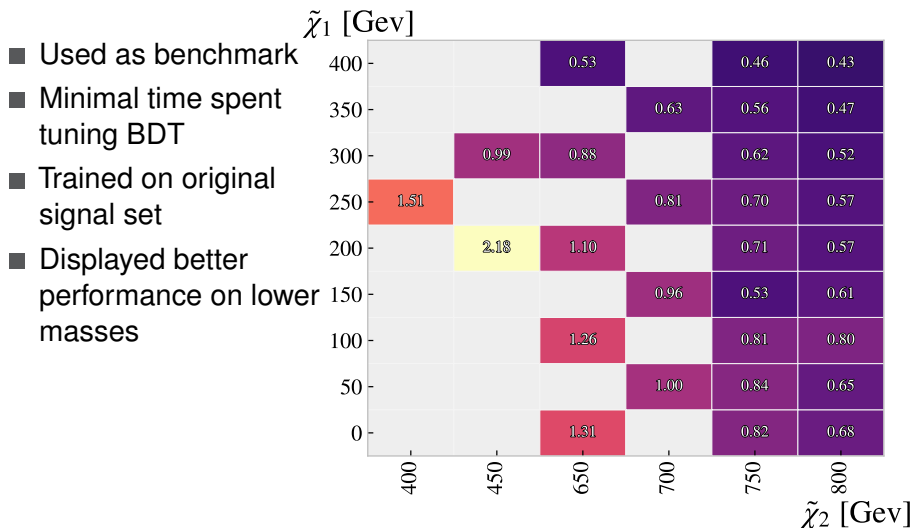 Used as benchmark
Minimal time spent
tuning BDT
Trained on original
signal set
Displayed better
performance on lower
masses
χ̃₁ [Gev]
400 0.53 0.46 0.43
350 0.63 0.56 0.47
300 0.99 0.88 0.62 0.52
250 1.51 0.81 0.70 0.57
200 2.18 1.10 0.71 0.57
150 0.96 0.53 0.61
100 1.26 0.81 0.80
50 1.00 0.84 0.65
0 1.31 0.82 0.68
400 450 650 700 750 800
χ̃₂ [Gev]